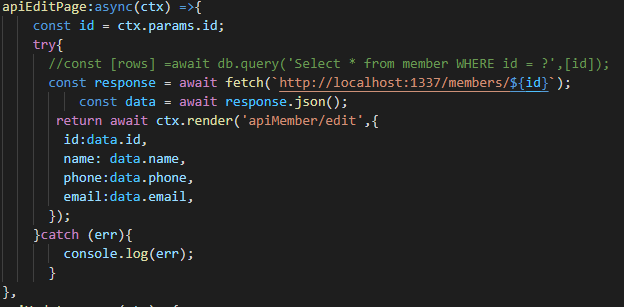 apiEditPage:async(ctx) =>{
    const id = ctx.params.id;
    try{
      //const [rows] =await db.query('Select * from member WHERE id = ?',[id]);
      const response = await fetch(`http://localhost:1337/members/${id}`);
          const data = await response.json();
       return await ctx.render('apiMember/edit',{
        id:data.id,
        name: data.name,
        phone:data.phone,
        email:data.email,
      });
    }catch (err){
        console.log(err);
      }
},